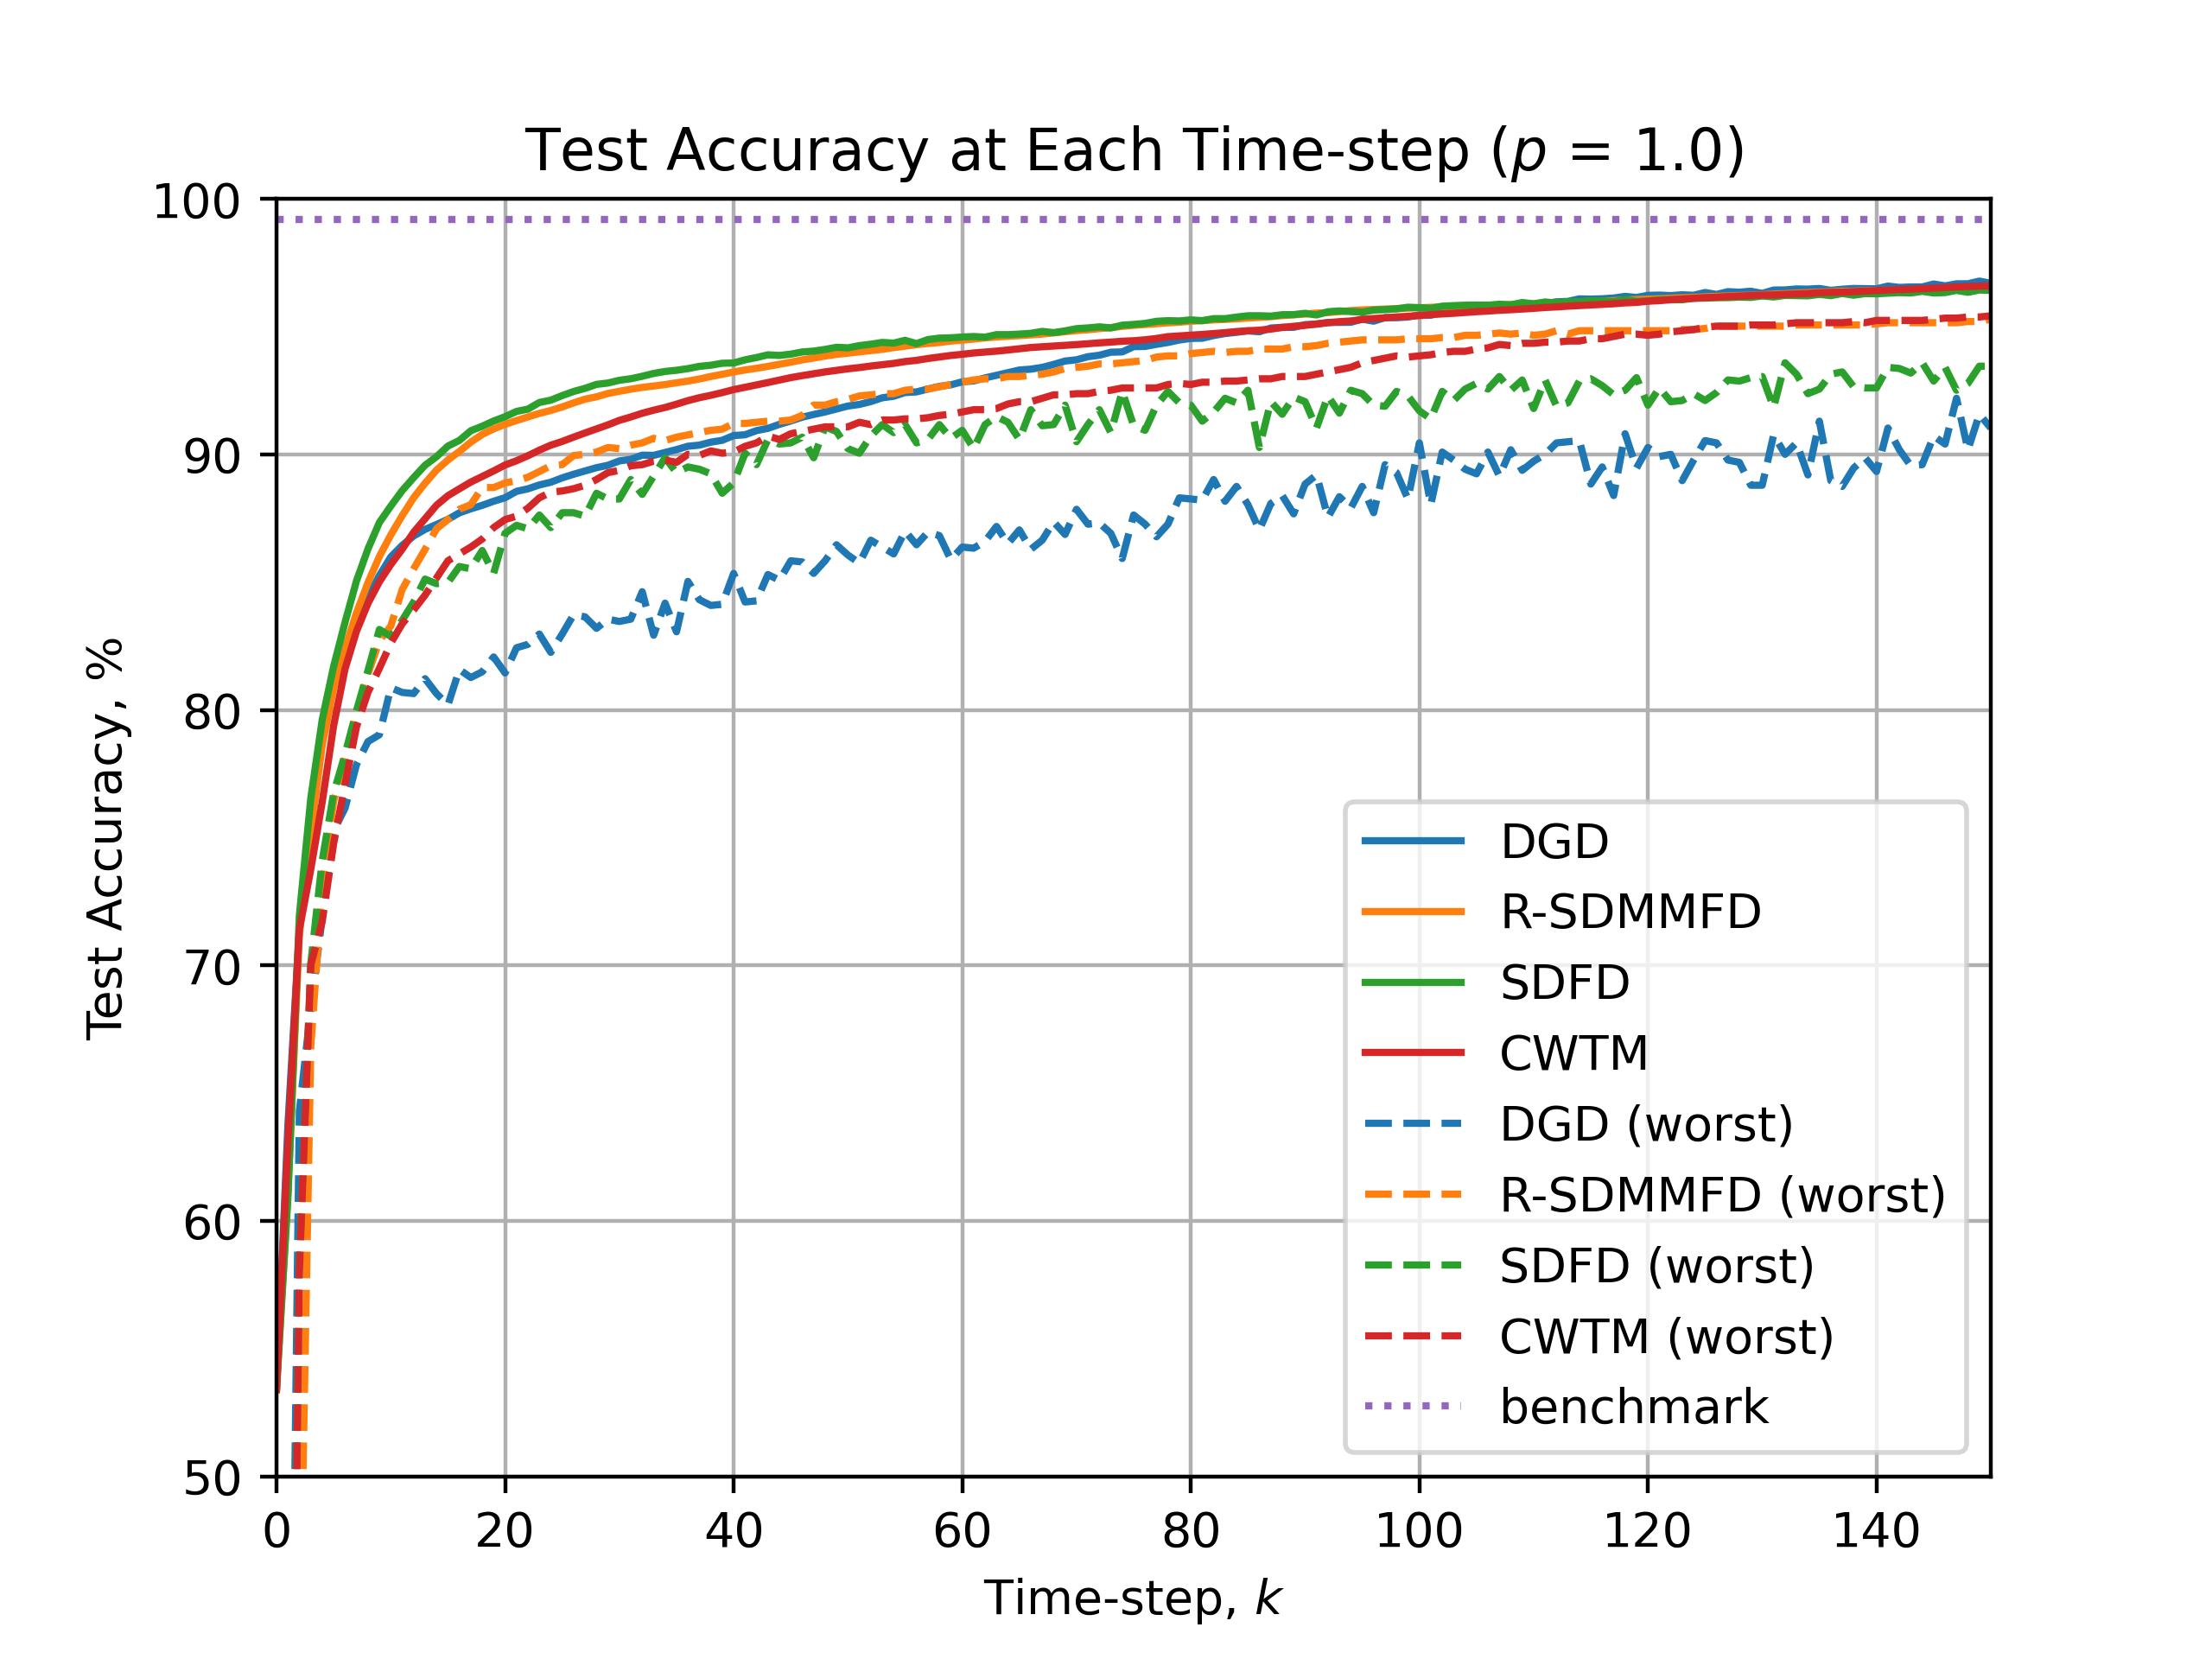 Test Accuracy at Each Time-step (p = 1.0)
100
90
80
70
60
50
Test Accuracy, %
0 20 40 60 80 100 120 140
Time-step, k
DGD
R-SDMMFD
SDFD
CWTM
DGD (worst)
R-SDMMFD (worst)
SDFD (worst)
CWTM (worst)
benchmark